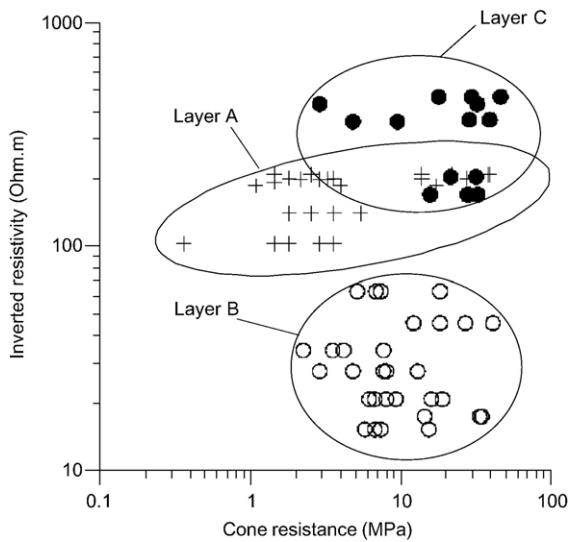 1000
Layer C
Layer A
Inverted resistivity (Ohm.m)
100
Layer B
10
0.1
1
10
100
Cone resistance (MPa)